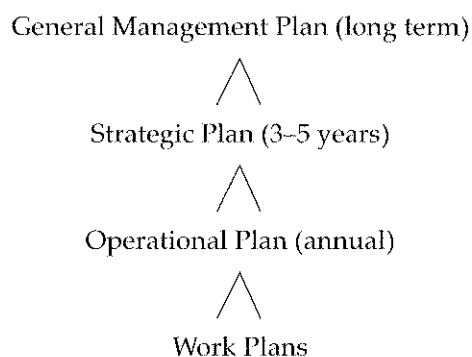 General Management Plan (long term)
Strategic Plan (3–5 years)
Operational Plan (annual)
Work Plans